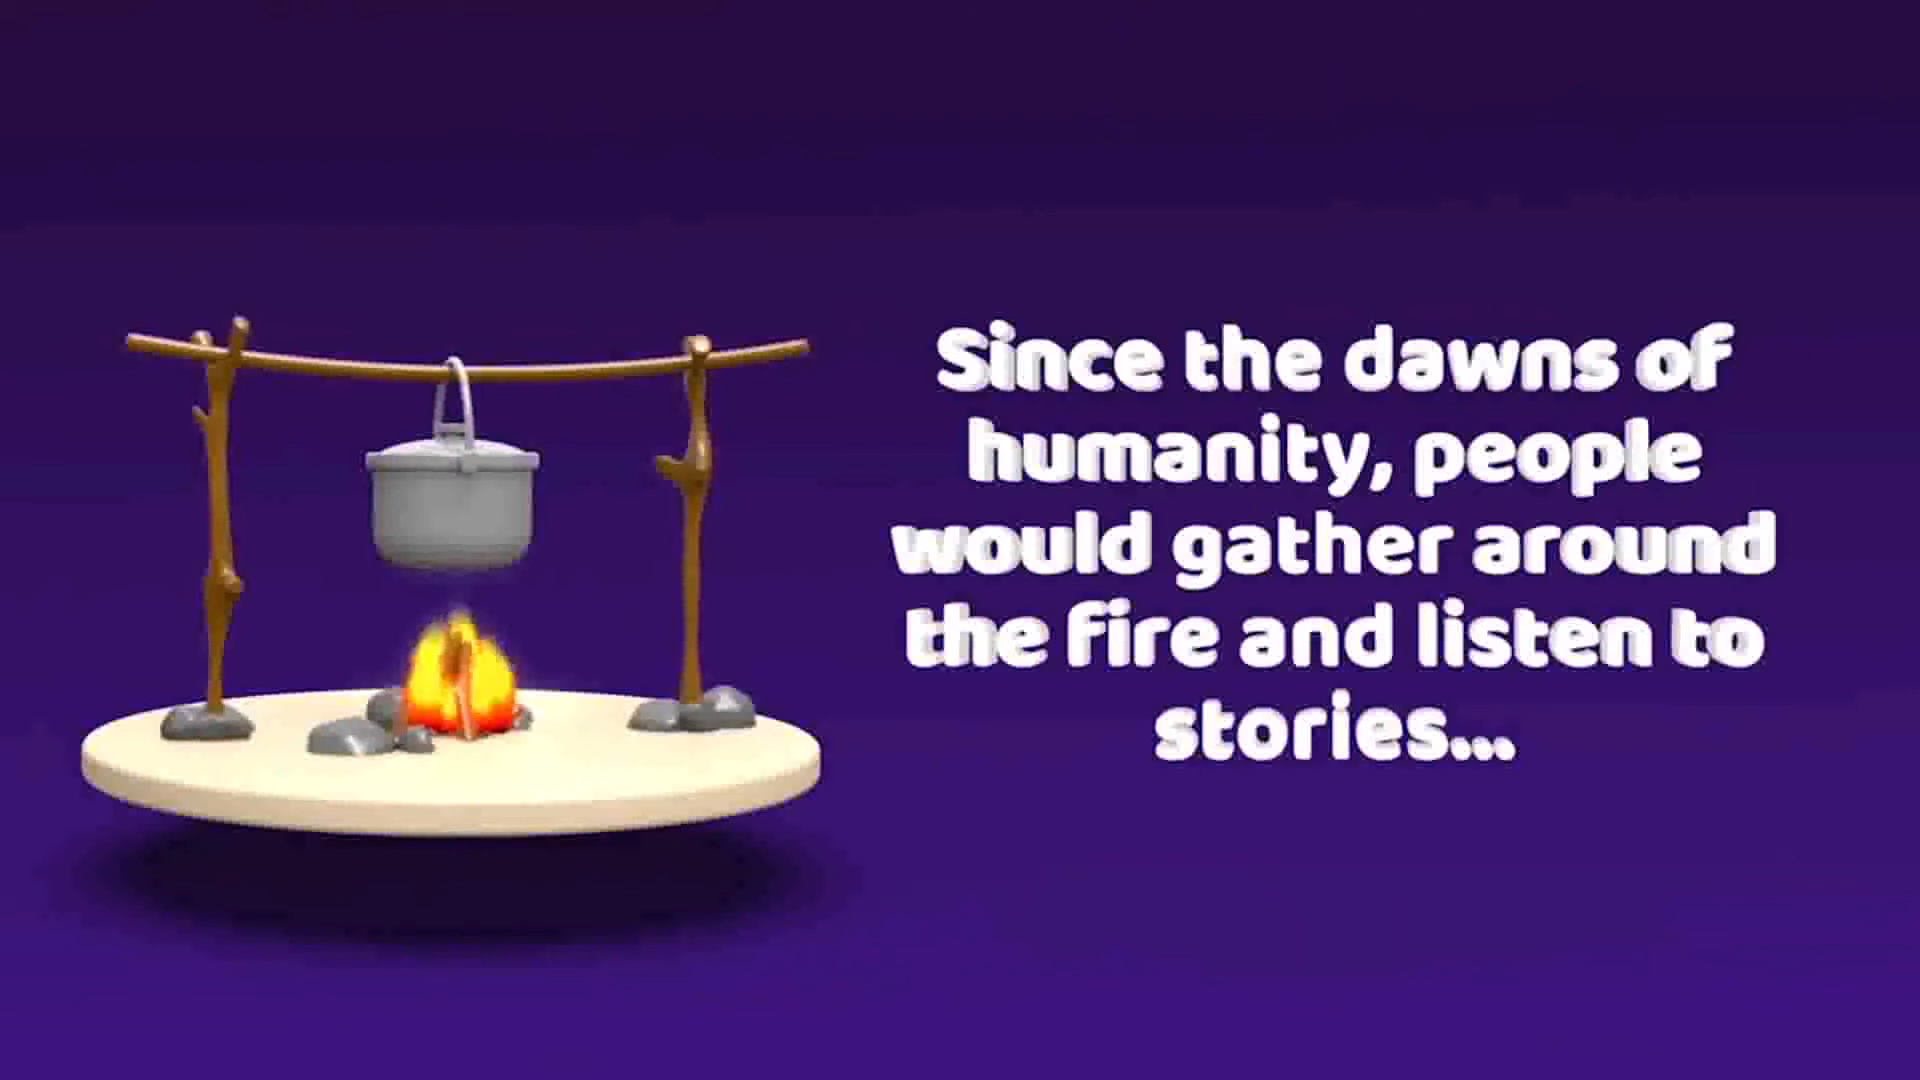 Since the dawns of
humanity, people
would gather around
the fire and listen to
stories...